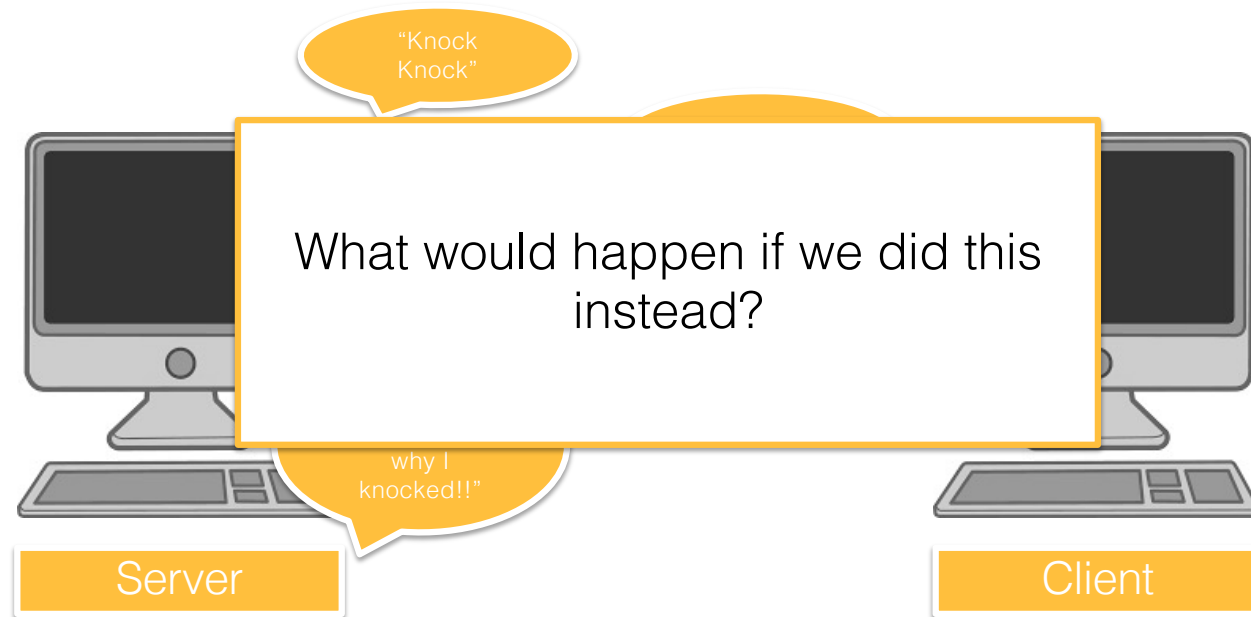 “Knock
Knock”
What would happen if we did this
instead?
why I
knocked!!”
Server
Client